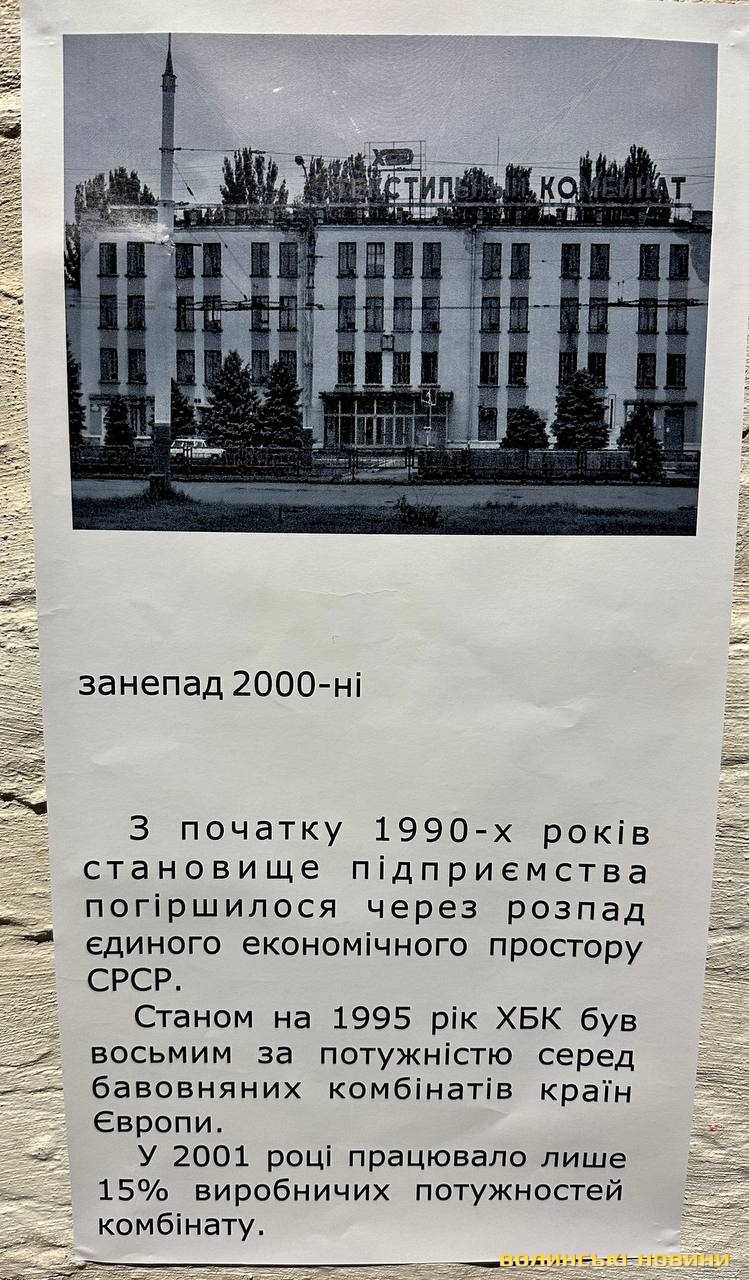 ТЕКСТИЛЬНЫЙ КОМБИНАТ
занепад 2000-ні
З початку 1990-х років
становище підприємства
погіршилося через розпад
єдиного економічного простору
СРСР.
Станом на 1995 рік ХБК був
восьмим за потужністю серед
бавовняних комбінатів країн
Європи.
У 2001 році працювало лише
15% виробничих потужностей
комбінату.
ВОЛИНСЬКІ НОВИНИ